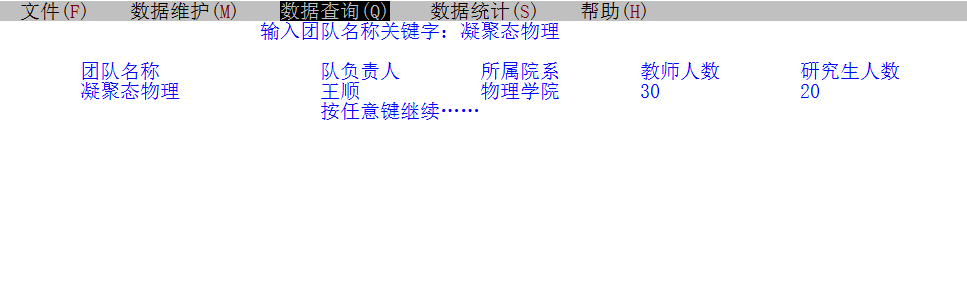 文件(F) 数据维护(M) 数据查询(Q) 数据统计(S) 帮助(H)
输入团队名称关键字：凝聚态物理
团队名称 队负责人 所属院系 教师人数 研究生人数
凝聚态物理 王顺 物理学院 30 20
按任意键继续……